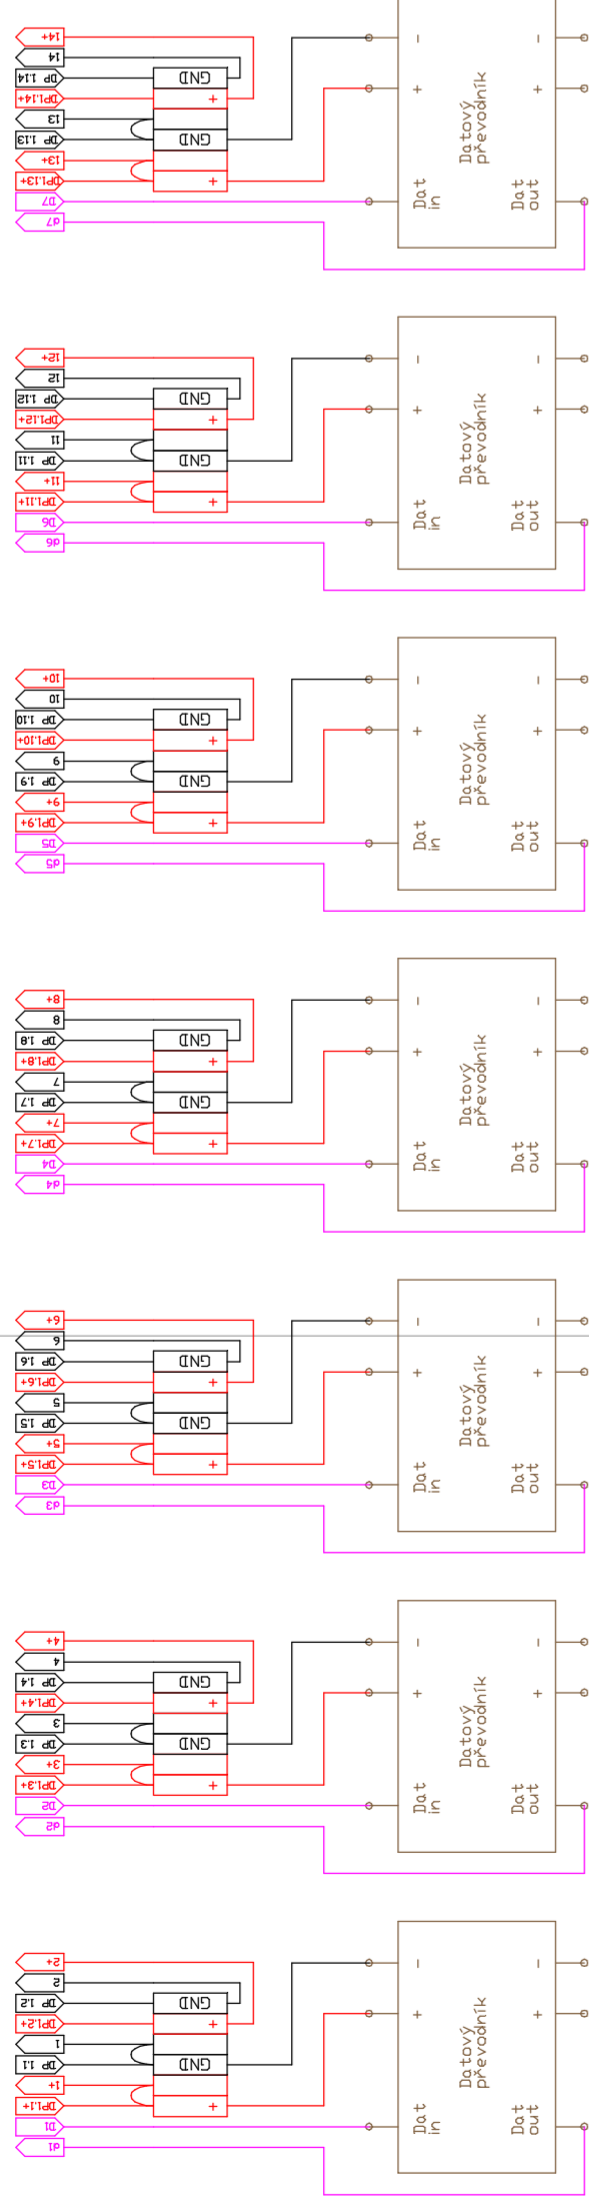 14+
14
DP 1.14
GND
DP1.14+
+
13
DP 1.13
GND
13+
DP1.13+
+
D7
d7
-
-
+
+
Datový
převodník
Dat
in
Dat
out
12+
12
DP 1.12
GND
DP1.12+
+
11
DP 1.11
GND
11+
DP1.11+
+
D6
d6
-
-
+
+
Datový
převodník
Dat
in
Dat
out
10+
10
DP 1.10
GND
DP1.10+
+
9
DP 1.9
GND
9+
DP1.9+
+
D5
d5
-
-
+
+
Datový
převodník
Dat
in
Dat
out
8+
8
DP 1.8
GND
DP1.8+
+
7
DP 1.7
GND
7+
DP1.7+
+
D4
d4
-
-
+
+
Datový
převodník
Dat
in
Dat
out
6+
6
DP 1.6
GND
DP1.6+
+
5
DP 1.5
GND
5+
DP1.5+
+
D3
d3
-
-
+
+
Datový
převodník
Dat
in
Dat
out
4+
4
DP 1.4
GND
DP1.4+
+
3
DP 1.3
GND
3+
DP1.3+
+
D2
d2
-
-
+
+
Datový
převodník
Dat
in
Dat
out
2+
2
DP 1.2
GND
DP1.2+
+
1
DP 1.1
GND
1+
DP1.1+
+
D1
d1
-
-
+
+
Datový
převodník
Dat
in
Dat
out